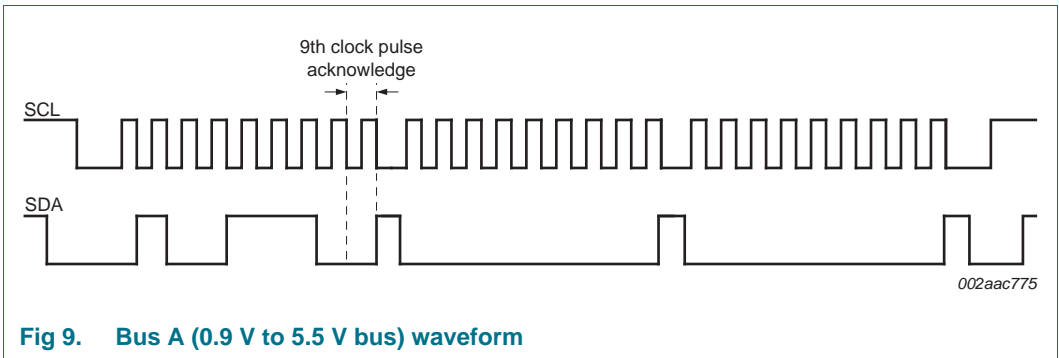 9th clock pulse
acknowledge
SCL
SDA
002aac775
Fig 9. Bus A (0.9 V to 5.5 V bus) waveform